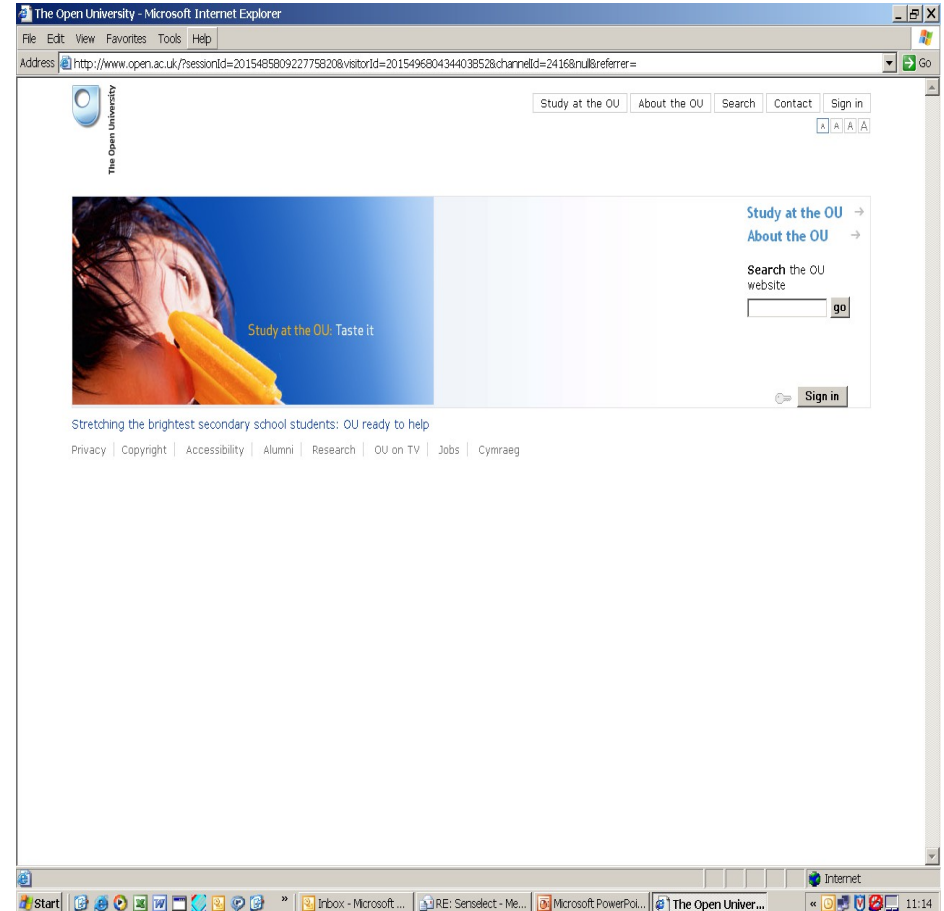 The Open University - Microsoft Internet Explorer
File Edit View Favorites Tools Help
Address http://www.open.ac.uk/?sessionId=2015485809227758208&visitorId=2015496804344038528&channelId=2416&null&referrer= Go
The Open University
Study at the OU About the OU Search Contact Sign in
A A A A
Study at the OU
About the OU
Search the OU
website
go
Study at the OU: Taste it
Sign in
Stretching the brightest secondary school students: OU ready to help
Privacy Copyright Accessibility Alumni Research OU on TV Jobs Cymraeg
Internet
Start » Inbox - Microsoft ... RE: Senselect - Me... Microsoft PowerPoi... The Open Univer... « 11:14